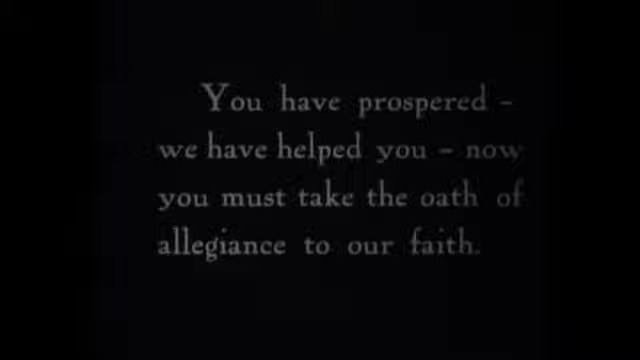 You have prospered -
we have helped you - now
you must take the oath of
allegiance to our faith.